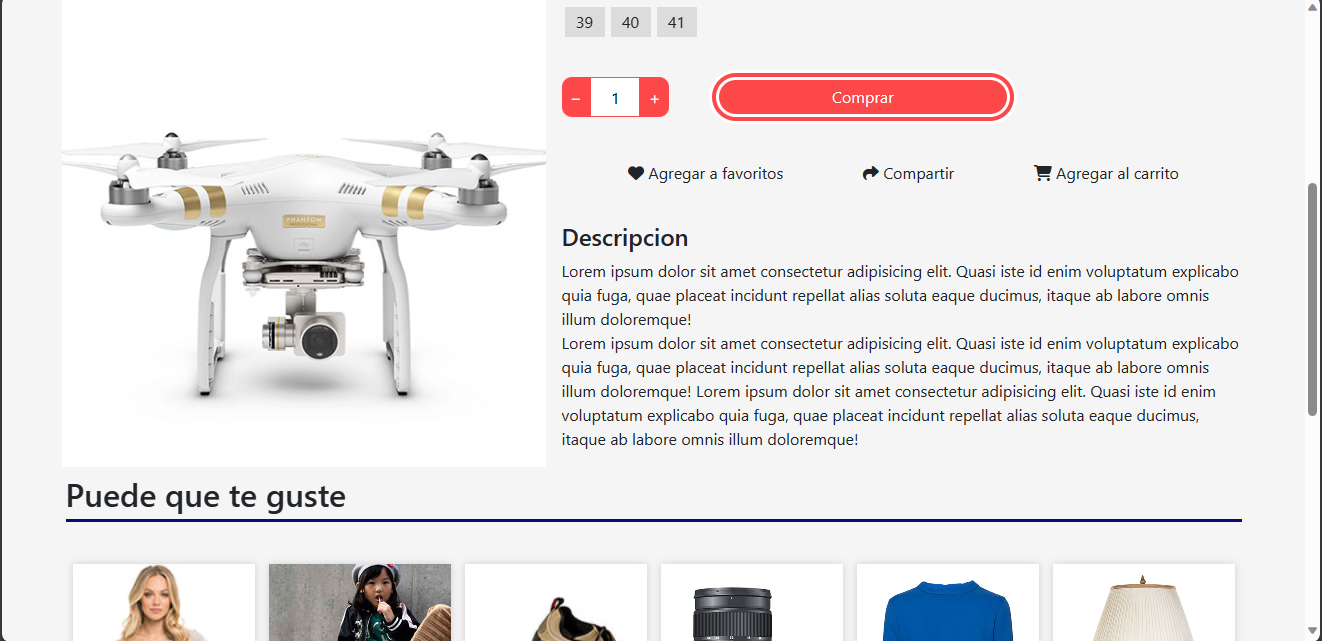 39 40 41
– 1 + Comprar
Agregar a favoritos Compartir Agregar al carrito
PHANTOM
Descripcion
Lorem ipsum dolor sit amet consectetur adipisicing elit. Quasi iste id enim voluptatum explicabo
quia fuga, quae placeat incidunt repellat alias soluta eaque ducimus, itaque ab labore omnis
illum doloremque!
Lorem ipsum dolor sit amet consectetur adipisicing elit. Quasi iste id enim voluptatum explicabo
quia fuga, quae placeat incidunt repellat alias soluta eaque ducimus, itaque ab labore omnis
illum doloremque! Lorem ipsum dolor sit amet consectetur adipisicing elit. Quasi iste id enim
voluptatum explicabo quia fuga, quae placeat incidunt repellat alias soluta eaque ducimus,
itaque ab labore omnis illum doloremque!
Puede que te guste